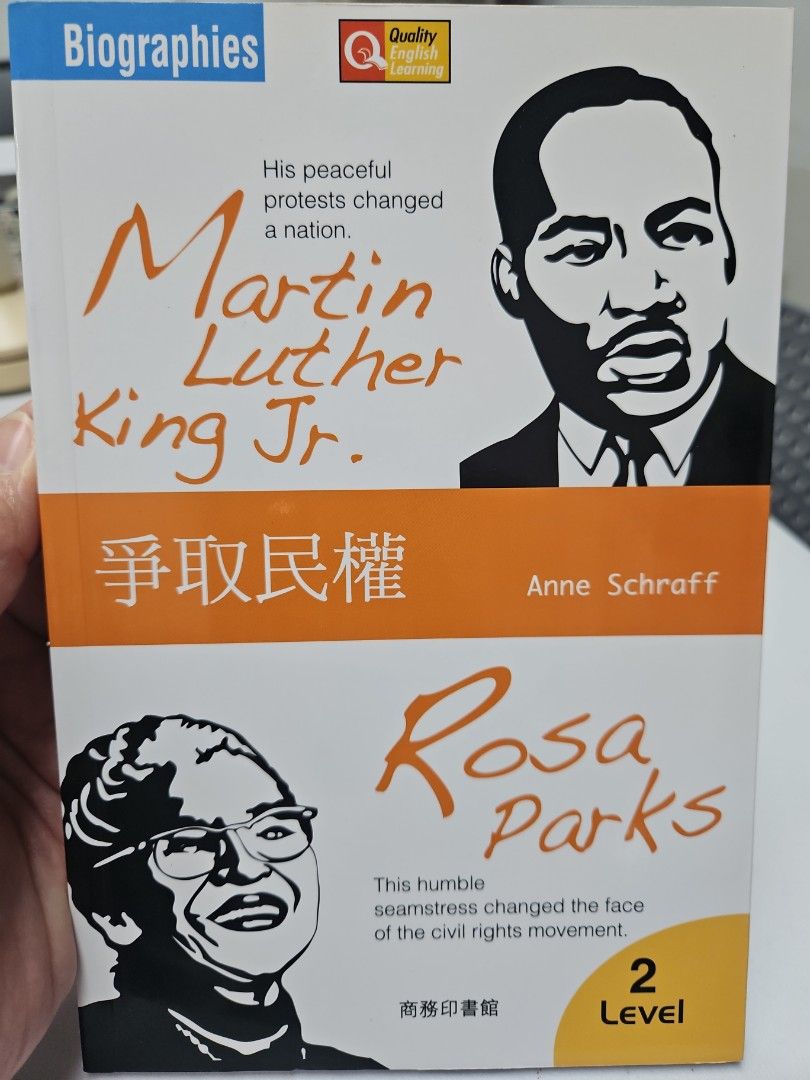 Biographies
Quality
English
Learning
His peaceful
protests changed
a nation.
Martin
Luther
King Jr.
爭取民權
Anne Schraff
Rosa
Parks
This humble
seamstress changed the face
of the civil rights movement.
2
Level
商務印書館